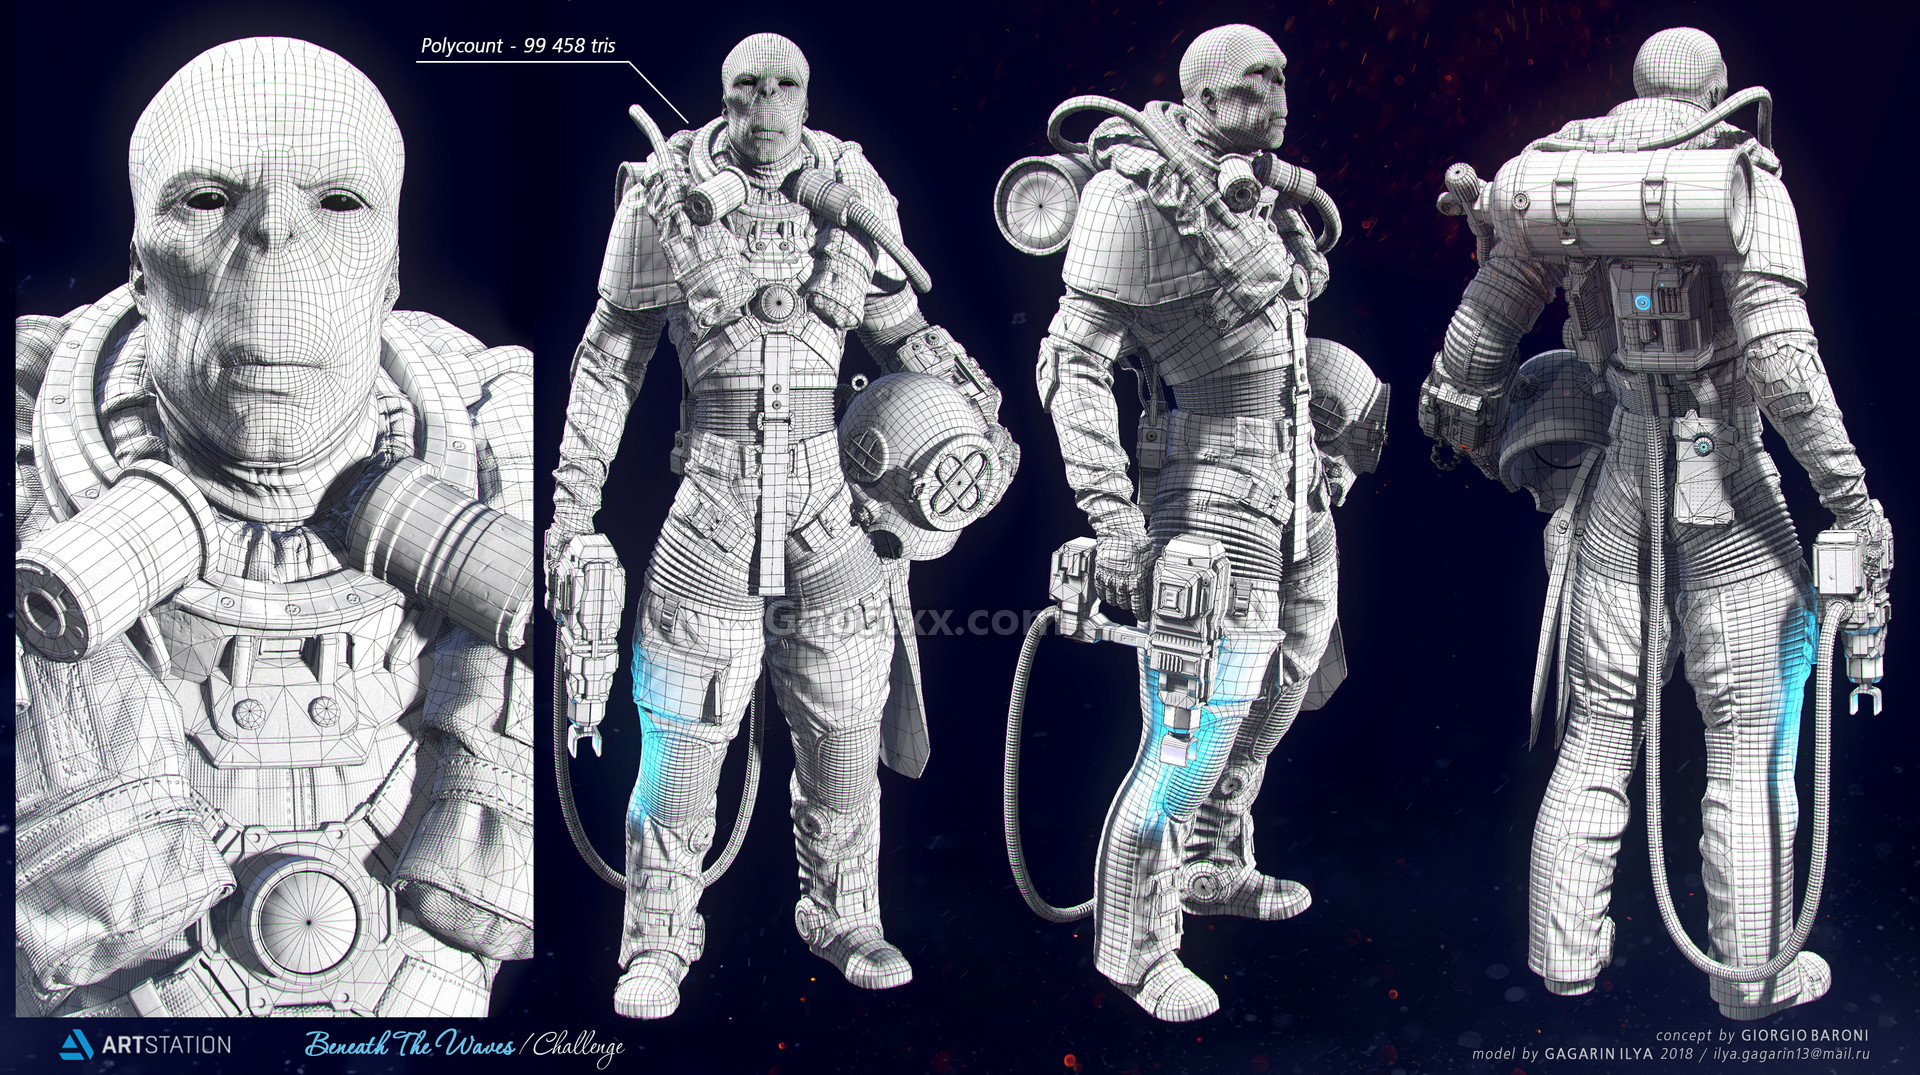 Polycount - 99 458 tris
ARTSTATION
Beneath The Waves / Challenge
concept by GIORGIO BARONI
model by GAGARIN ILYA 2018 / ilya.gagarin13@mail.ru